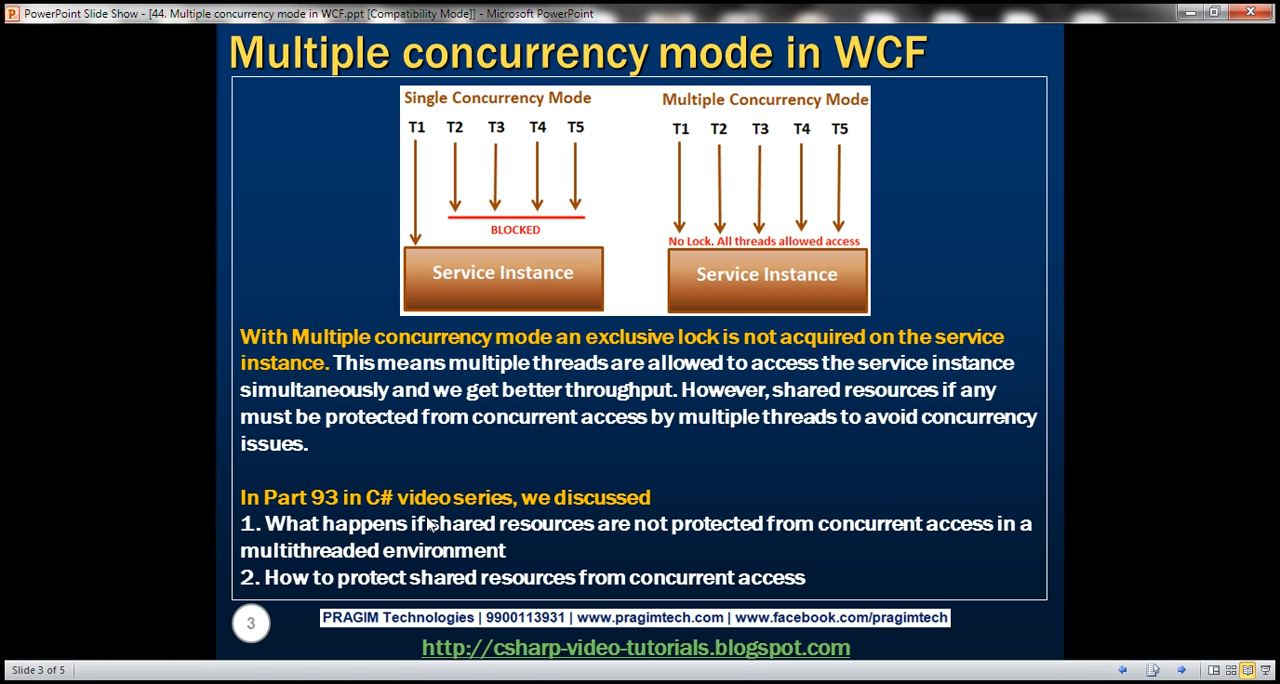 PowerPoint Slide Show - [44. Multiple concurrency mode in WCF.ppt [Compatibility Mode]] - Microsoft PowerPoint
Multiple concurrency mode in WCF
Single Concurrency Mode
T1 T2 T3 T4 T5
BLOCKED
Service Instance
Multiple Concurrency Mode
T1 T2 T3 T4 T5
No Lock. All threads allowed access
Service Instance
With Multiple concurrency mode an exclusive lock is not acquired on the service
instance. This means multiple threads are allowed to access the service instance
simultaneously and we get better throughput. However, shared resources if any
must be protected from concurrent access by multiple threads to avoid concurrency
issues.
In Part 93 in C# video series, we discussed
1. What happens if shared resources are not protected from concurrent access in a
multithreaded environment
2. How to protect shared resources from concurrent access
3
PRAGIM Technologies | 9900113931 | www.pragimtech.com | www.facebook.com/pragimtech
http://csharp-video-tutorials.blogspot.com
Slide 3 of 5